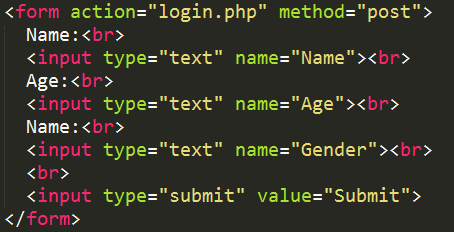 <form action="login.php" method="post">
Name:<br>
<input type="text" name="Name"><br>
Age:<br>
<input type="text" name="Age"><br>
Name:<br>
<input type="text" name="Gender"><br>
<br>
<input type="submit" value="Submit">
</form>